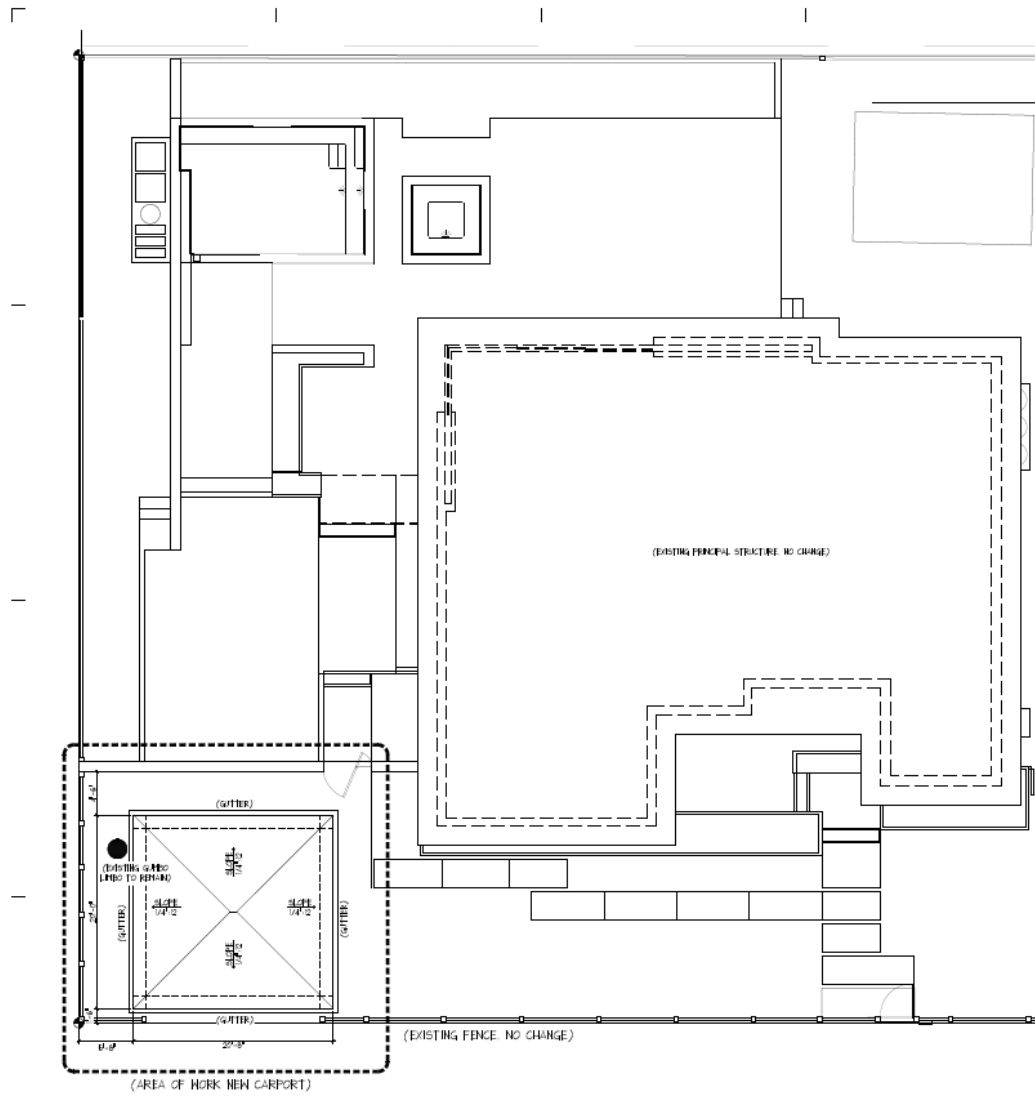 (EXISTING PRINCIPAL STRUCTURE. NO CHANGE)
(GUTTER)
(EXISTING GUMBO
LIMBO TO REMAIN)
SLOPE
1/4":12
SLOPE
1/4":12
SLOPE
1/4":12
SLOPE
1/4":12
(GUTTER)
(GUTTER)
(GUTTER)
(EXISTING FENCE. NO CHANGE)
(AREA OF WORK NEW CARPORT)